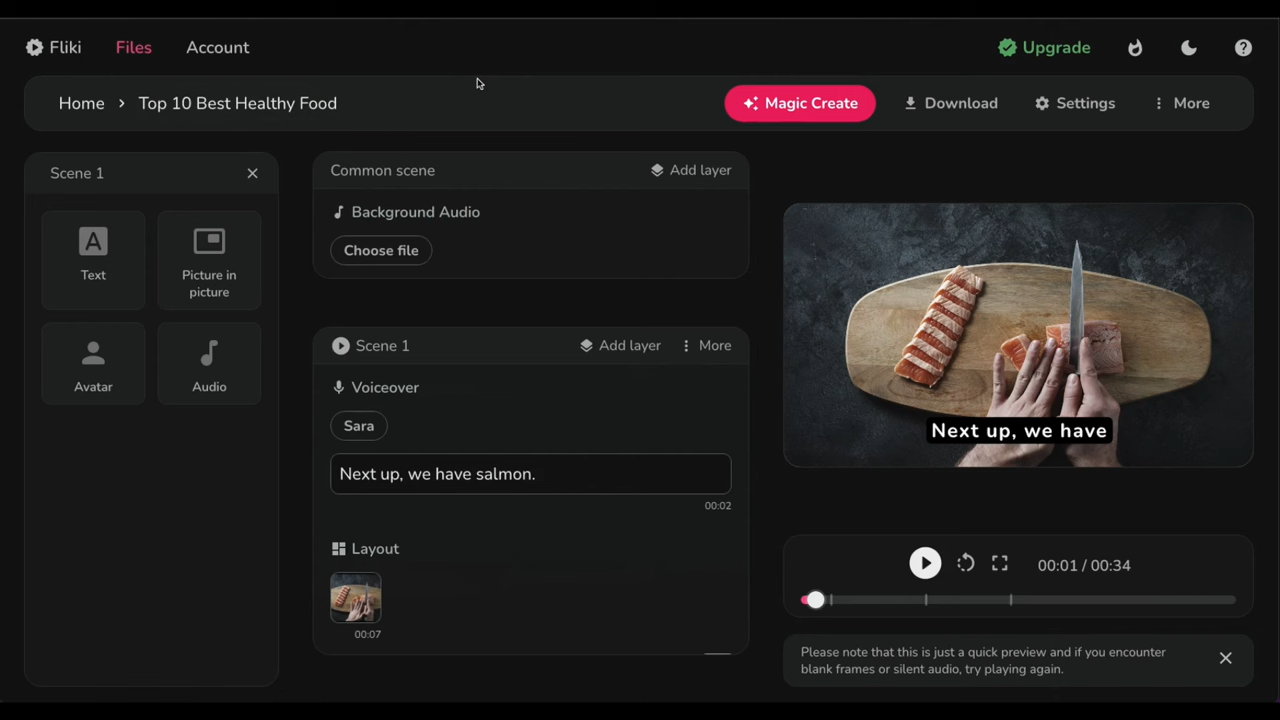 Fliki
Files
Account
Upgrade
Home > Top 10 Best Healthy Food
Magic Create
Download
Settings
More
Scene 1
Text
Picture in
picture
Avatar
Audio
Common scene
Add layer
Background Audio
Choose file
Scene 1
Add layer
More
Voiceover
Sara
Next up, we have salmon.
00:02
Layout
00:07
Next up, we have
00:01 / 00:34
Please note that this is just a quick preview and if you encounter
blank frames or silent audio, try playing again.